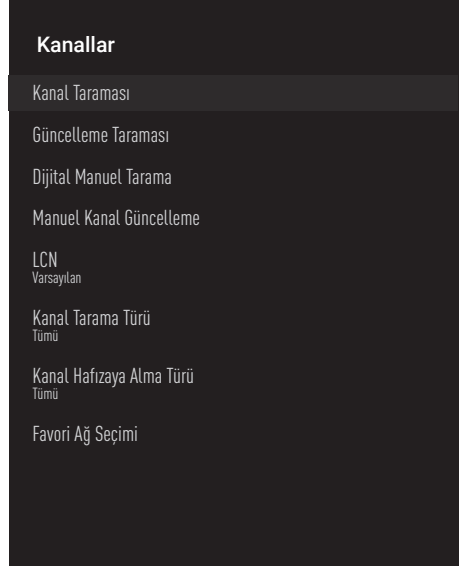 Kanallar
Kanal Taraması
Güncelleme Taraması
Dijital Manuel Tarama
Manuel Kanal Güncelleme
LCN
Varsayılan
Kanal Tarama Türü
Tümü
Kanal Hafızaya Alma Türü
Tümü
Favori Ağ Seçimi